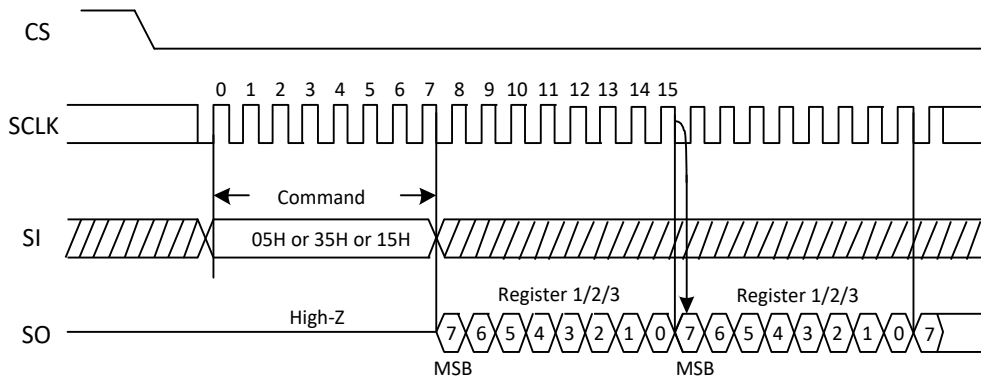 CS
0 1 2 3 4 5 6 7 8 9 10 11 12 13 14 15
SCLK
Command
SI
05H or 35H or 15H
Register 1/2/3 Register 1/2/3
High-Z
SO
7 6 5 4 3 2 1 0 7 6 5 4 3 2 1 0 7
MSB MSB